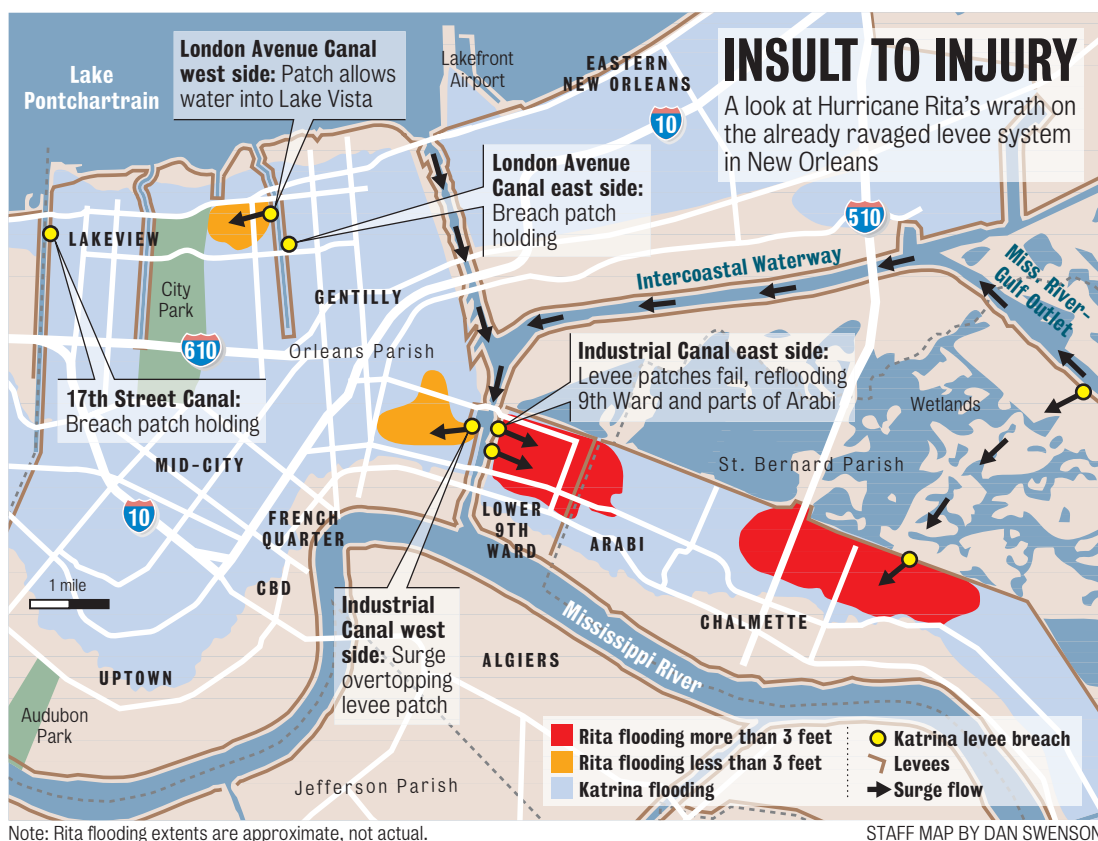 INSULT TO INJURY
A look at Hurricane Rita's wrath on
the already ravaged levee system
in New Orleans
Lake
Pontchartrain
London Avenue Canal
west side: Patch allows
water into Lake Vista
Lakefront
Airport
EASTERN
NEW ORLEANS
10
London Avenue
Canal east side:
Breach patch
holding
510
LAKEVIEW
City
Park
GENTILLY
Intercoastal Waterway
Miss. River-
Gulf Outlet
610
Orleans Parish
Industrial Canal east side:
Levee patches fail, reflooding
9th Ward and parts of Arabi
17th Street Canal:
Breach patch holding
Wetlands
MID-CITY
St. Bernard Parish
10
FRENCH
QUARTER
LOWER
9TH
WARD
ARABI
1 mile
CBD
Industrial
Canal west
side: Surge
overtopping
levee patch
Mississippi River
CHALMETTE
UPTOWN
ALGIERS
Audubon
Park
Jefferson Parish
Rita flooding more than 3 feet
Rita flooding less than 3 feet
Katrina flooding
Katrina levee breach
Levees
Surge flow
Note: Rita flooding extents are approximate, not actual.
STAFF MAP BY DAN SWENSON